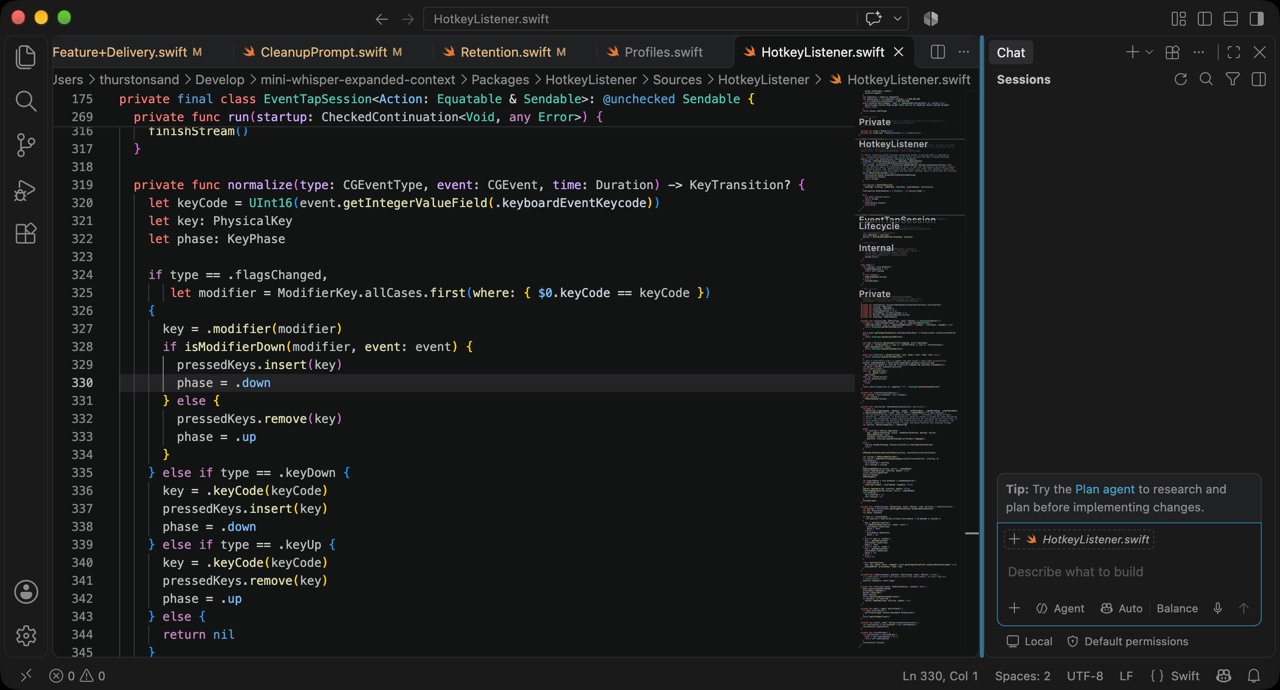 HotkeyListener.swift
Feature+Delivery.swift M
CleanupPrompt.swift M
Retention.swift M
Profiles.swift
HotkeyListener.swift
Users > thurstonsand > Develop > mini-whisper-expanded-context > Packages > HotkeyListener > Sources > HotkeyListener > HotkeyListener.swift
175 private final class EventTapSession<Action: Equatable & Sendable>: @unchecked Sendable {
269 private func run(startup: CheckedContinuation<Void, any Error>) {
316 finishStream()
317 }
318
319 private func normalize(type: CGEventType, event: CGEvent, time: Duration) -> KeyTransition? {
320 let keyCode = UInt16(event.getIntegerValueField(.keyboardEventKeycode))
321 let key: PhysicalKey
322 let phase: KeyPhase
323
324 if type == .flagsChanged,
325 let modifier = ModifierKey.allCases.first(where: { $0.keyCode == keyCode })
326 {
327 key = .modifier(modifier)
328 if isModifierDown(modifier, event: event) {
329 pressedKeys.insert(key)
330 phase = .down
331 } else {
332 pressedKeys.remove(key)
333 phase = .up
334 }
335 } else if type == .keyDown {
336 key = .keyCode(keyCode)
337 pressedKeys.insert(key)
338 phase = .down
339 } else if type == .keyUp {
340 key = .keyCode(keyCode)
341 pressedKeys.remove(key)
342 phase = .up
343 } else {
344 return nil
345 }
Private
HotkeyListener
EventTapSession
Lifecycle
Internal
Private
Chat
Sessions
Tip: Try the Plan agent to research and
plan before implementing changes.
HotkeyListener.swift
Describe what to build
Agent Auto Balance
Local Default permissions
0 0
Ln 330, Col 1 Spaces: 2 UTF-8 LF { } Swift